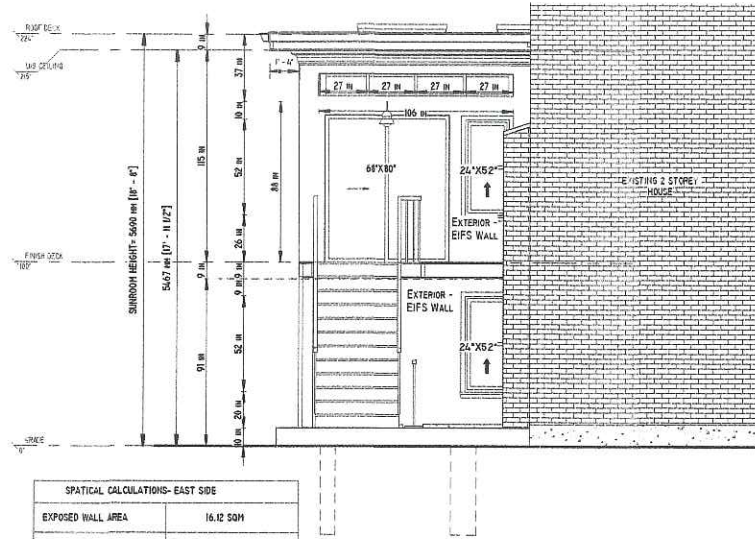 ROOF DECK
224"
CEILING
215"
FINISH DECK
100"
GRADE
0"
SUNROOM HEIGHT= 5690 MM [18' - 8"]
5467 MM [17' - 11 1/2"]
9 IN
115 IN
9 IN
91 IN
1' - 4"
37 IN
10 IN
52 IN
26 IN
9 IN
9 IN
52 IN
20 IN
10 IN
88 IN
27 IN
27 IN
27 IN
27 IN
106 IN
68"X80"
24"X52"
EXTERIOR -
EIFS WALL
EXTERIOR -
EIFS WALL
24"X52"
EXISTING 2 STOREY
HOUSE
SPATICAL CALCULATIONS- EAST SIDE
EXPOSED WALL AREA
16.12 SQM